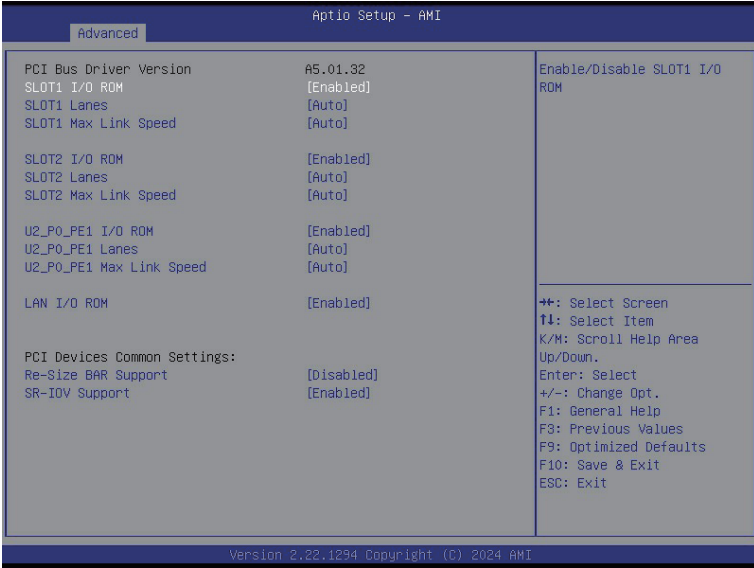 Aptio Setup – AMI
Advanced
PCI Bus Driver Version A5.01.32
SLOT1 I/O ROM [Enabled]
SLOT1 Lanes [Auto]
SLOT1 Max Link Speed [Auto]
SLOT2 I/O ROM [Enabled]
SLOT2 Lanes [Auto]
SLOT2 Max Link Speed [Auto]
U2_P0_PE1 I/O ROM [Enabled]
U2_P0_PE1 Lanes [Auto]
U2_P0_PE1 Max Link Speed [Auto]
LAN I/O ROM [Enabled]
PCI Devices Common Settings:
Re-Size BAR Support [Disabled]
SR-IOV Support [Enabled]
Enable/Disable SLOT1 I/O
ROM
→←: Select Screen
↑↓: Select Item
K/M: Scroll Help Area
Up/Down.
Enter: Select
+/-: Change Opt.
F1: General Help
F3: Previous Values
F9: Optimized Defaults
F10: Save & Exit
ESC: Exit
Version 2.22.1294 Copyright (C) 2024 AMI